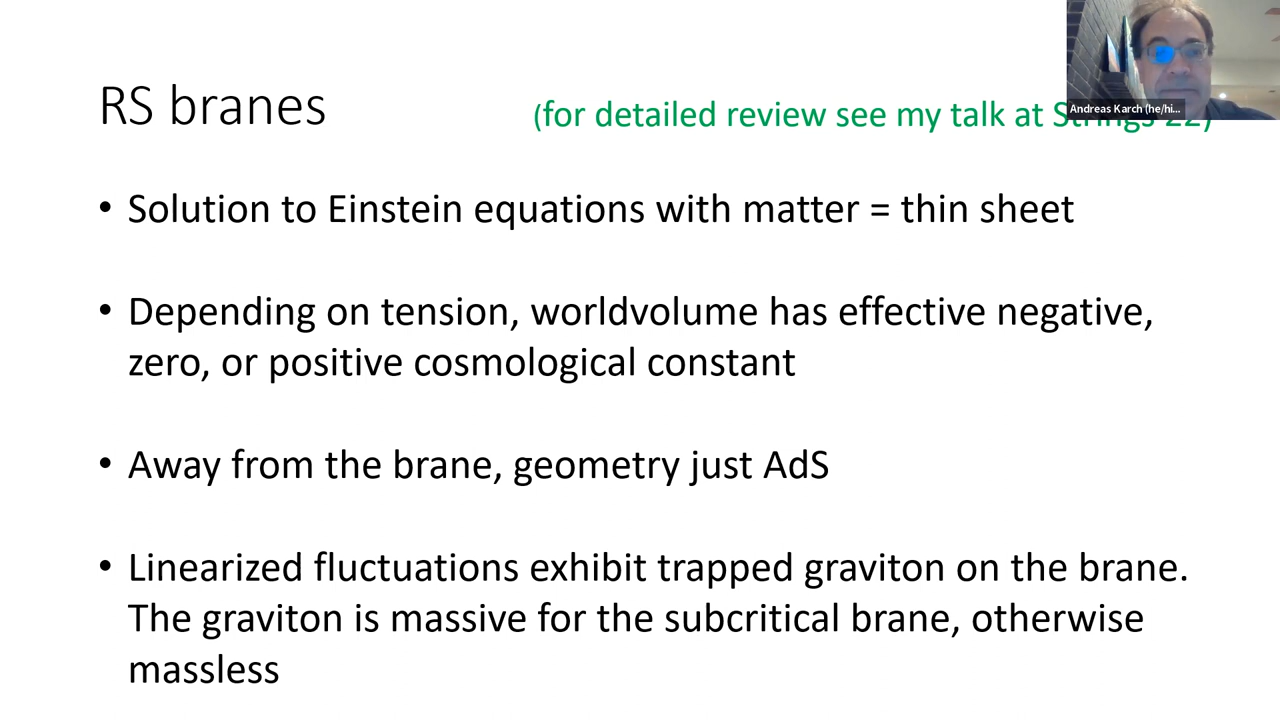 RS branes
(for detailed review see my talk at Strings 22)
Andreas Karch (he/hi...
• Solution to Einstein equations with matter = thin sheet
• Depending on tension, worldvolume has effective negative,
zero, or positive cosmological constant
• Away from the brane, geometry just AdS
• Linearized fluctuations exhibit trapped graviton on the brane.
The graviton is massive for the subcritical brane, otherwise
massless